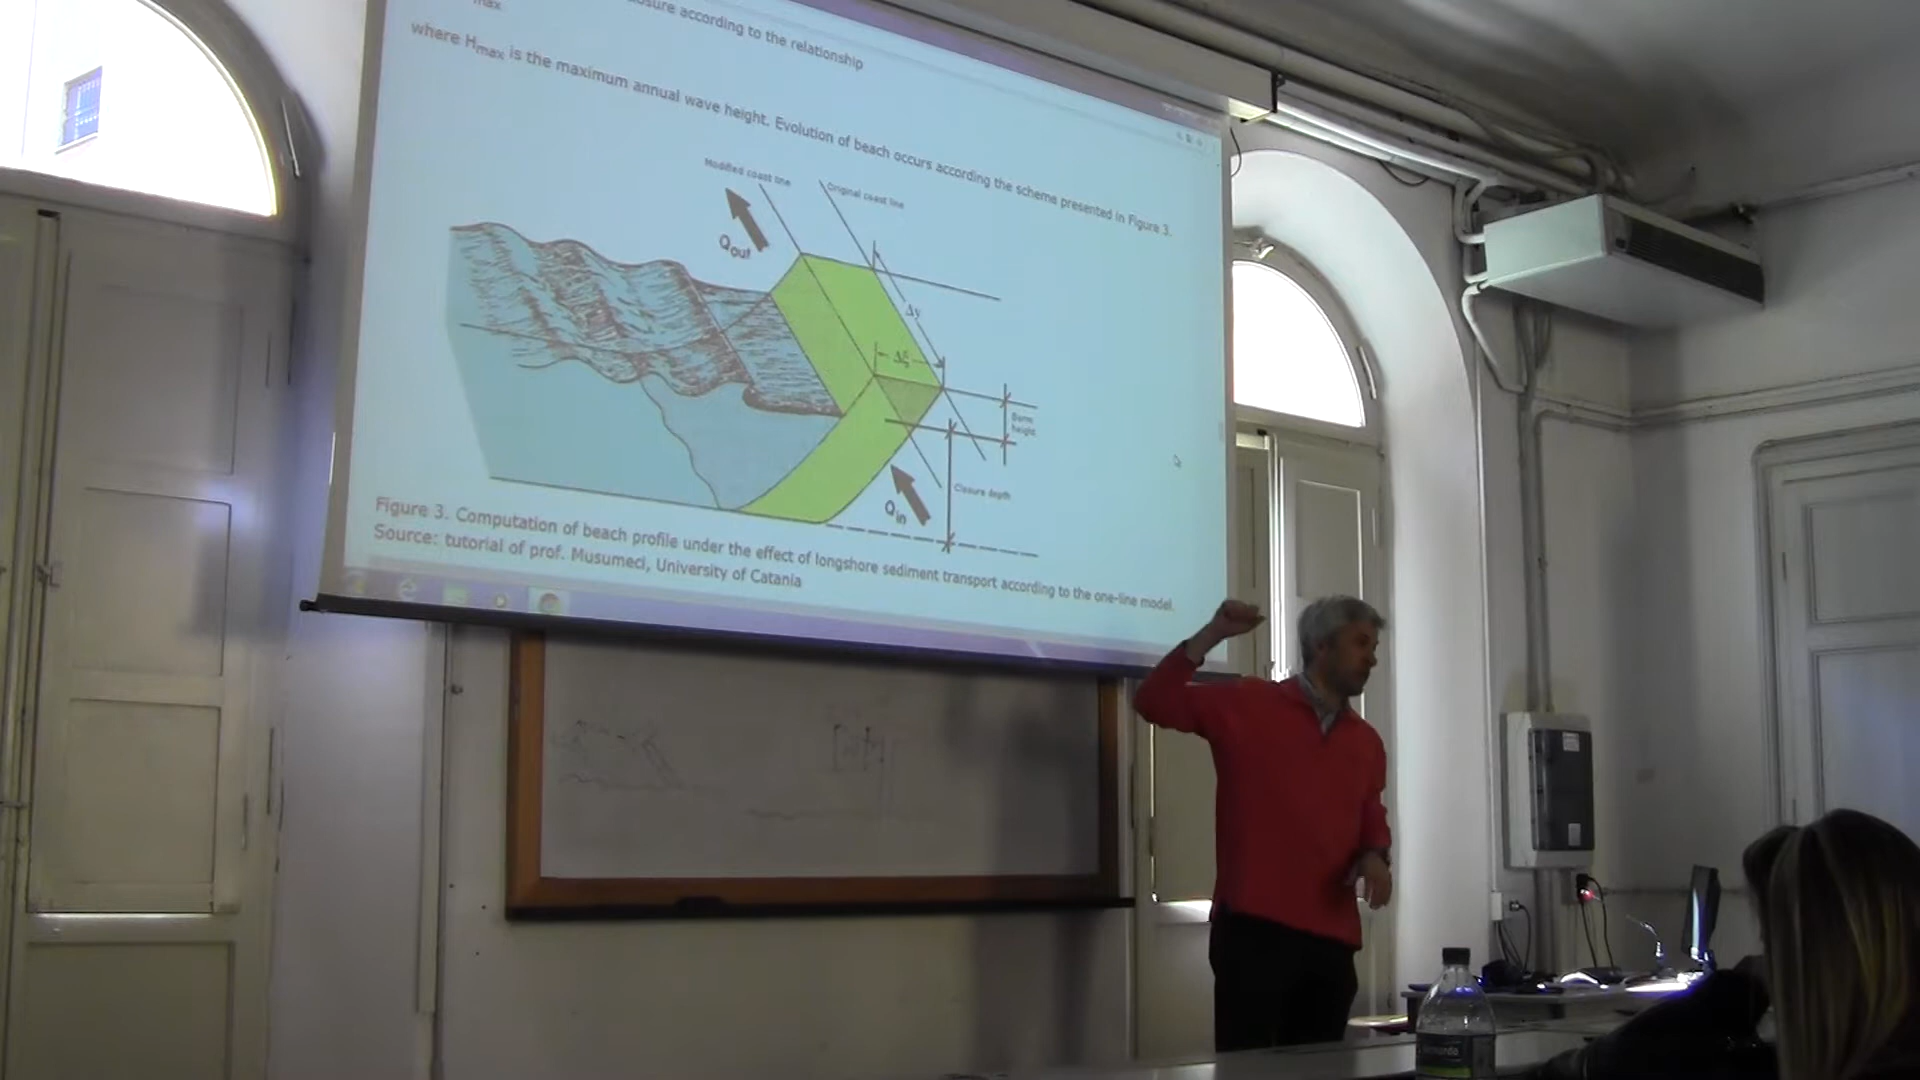 max
according to the relationship
where Hmax is the maximum annual wave height. Evolution of beach occurs according the scheme presented in Figure 3.
Modified coast line
Original coast line
Qout
Δy
Δξ
Berm
height
Closure depth
Qin
Figure 3. Computation of beach profile under the effect of longshore sediment transport according to the one-line model.
Source: tutorial of prof. Musumeci, University of Catania